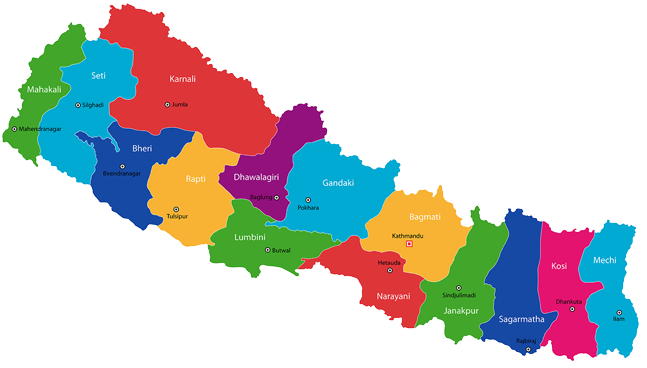 Mahakali
Mahendranagar
Seti
Silghadi
Karnali
Jumla
Bheri
Birendranagar
Rapti
Tulsipur
Dhawalagiri
Baglung
Gandaki
Pokhara
Lumbini
Butwal
Bagmati
Kathmandu
Hetauda
Narayani
Sindjulimadi
Janakpur
Sagarmatha
Rajbiraj
Kosi
Dhankuta
Mechi
Ilam